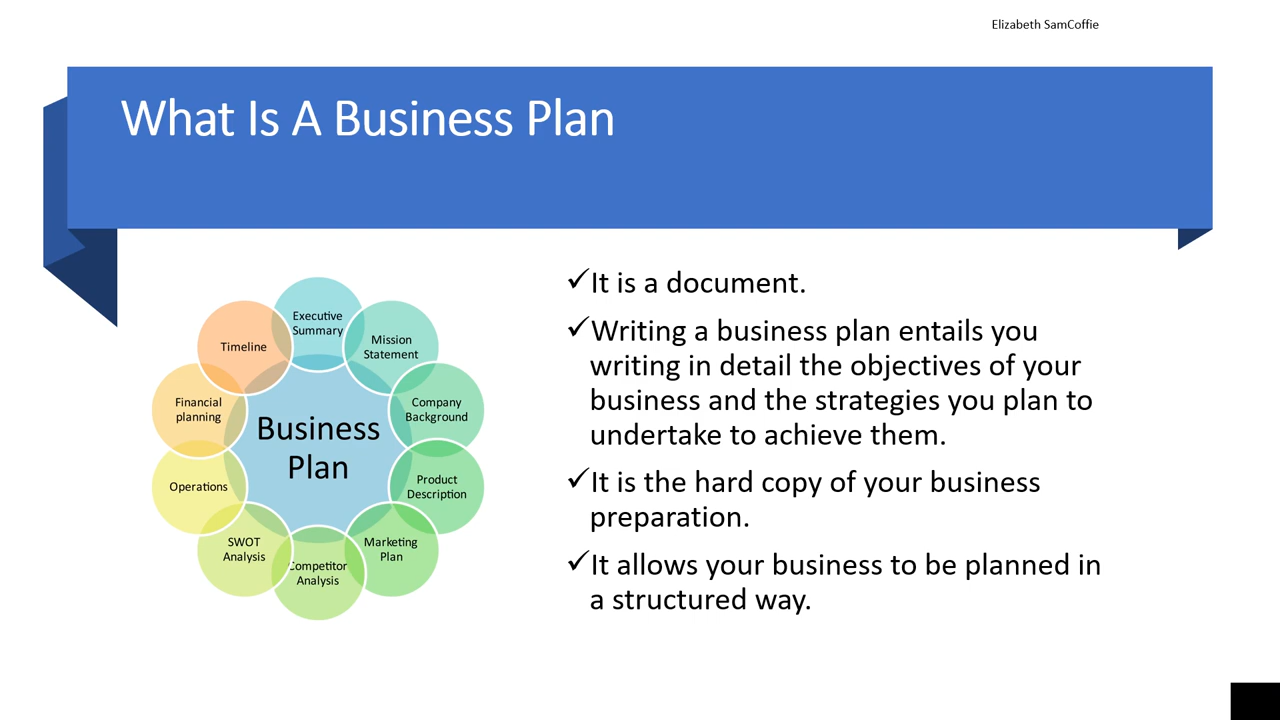 Elizabeth SamCoffie
What Is A Business Plan
Executive
Summary
Mission
Statement
Company
Background
Product
Description
Marketing
Plan
Competitor
Analysis
SWOT
Analysis
Operations
Financial
planning
Timeline
Business
Plan
✓It is a document.
✓Writing a business plan entails you
writing in detail the objectives of your
business and the strategies you plan to
undertake to achieve them.
✓It is the hard copy of your business
preparation.
✓It allows your business to be planned in
a structured way.